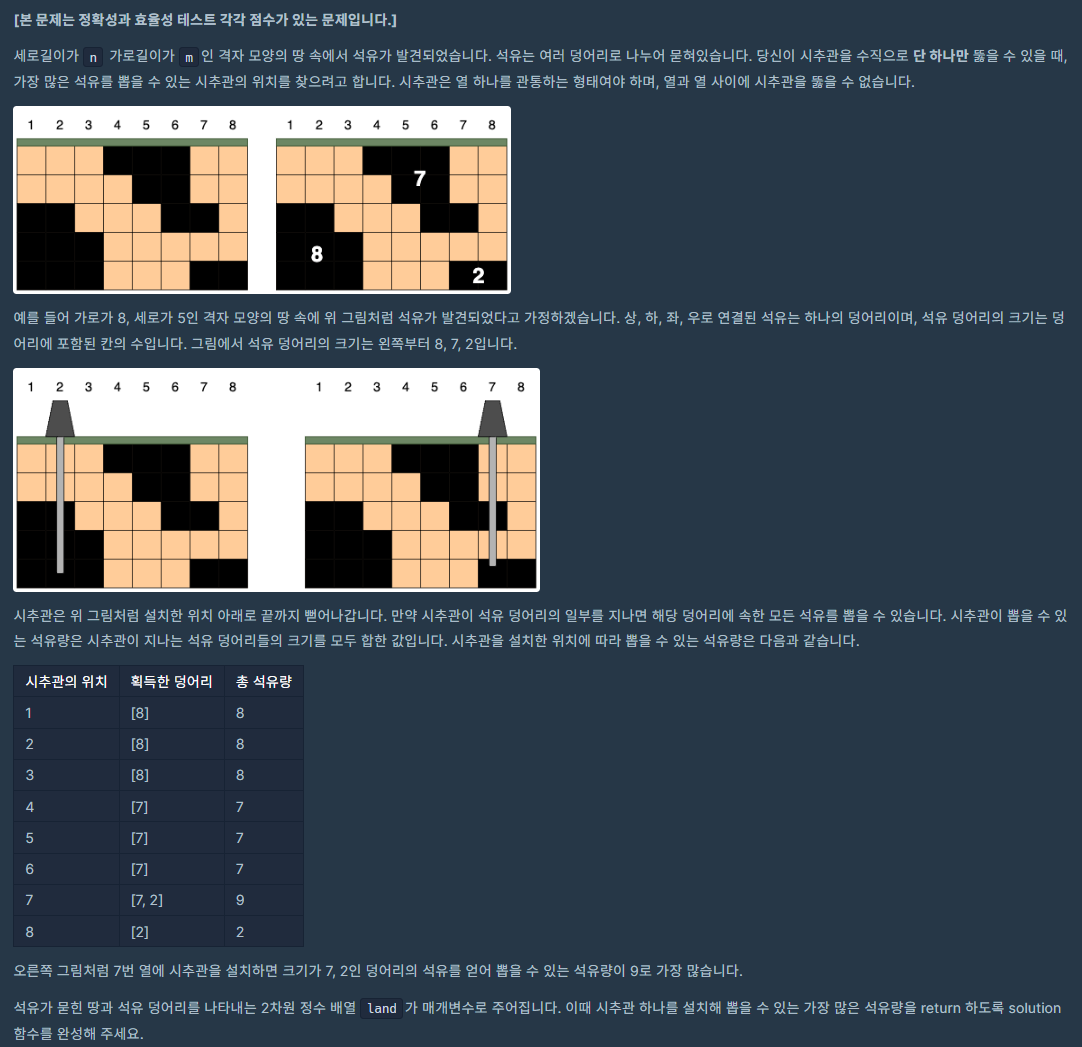 [본 문제는 정확성과 효율성 테스트 각각 점수가 있는 문제입니다.]
세로길이가 n 가로길이가 m인 격자 모양의 땅 속에서 석유가 발견되었습니다. 석유는 여러 덩어리로 나누어 묻혀있습니다. 당신이 시추관을 수직으로 단 하나만 뚫을 수 있을 때,
가장 많은 석유를 뽑을 수 있는 시추관의 위치를 찾으려고 합니다. 시추관은 열 하나를 관통하는 형태여야 하며, 열과 열 사이에 시추관을 뚫을 수 없습니다.
1 2 3 4 5 6 7 8 1 2 3 4 5 6 7 8
7
8
2
예를 들어 가로가 8, 세로가 5인 격자 모양의 땅 속에 위 그림처럼 석유가 발견되었다고 가정하겠습니다. 상, 하, 좌, 우로 연결된 석유는 하나의 덩어리이며, 석유 덩어리의 크기는 덩
어리에 포함된 칸의 수입니다. 그림에서 석유 덩어리의 크기는 왼쪽부터 8, 7, 2입니다.
1 2 3 4 5 6 7 8 1 2 3 4 5 6 7 8
시추관은 위 그림처럼 설치한 위치 아래로 끝까지 뻗어나갑니다. 만약 시추관이 석유 덩어리의 일부를 지나면 해당 덩어리에 속한 모든 석유를 뽑을 수 있습니다. 시추관이 뽑을 수 있
는 석유량은 시추관이 지나는 석유 덩어리들의 크기를 모두 합한 값입니다. 시추관을 설치한 위치에 따라 뽑을 수 있는 석유량은 다음과 같습니다.
시추관의 위치 획득한 덩어리 총 석유량
1 [8] 8
2 [8] 8
3 [8] 8
4 [7] 7
5 [7] 7
6 [7] 7
7 [7, 2] 9
8 [2] 2
오른쪽 그림처럼 7번 열에 시추관을 설치하면 크기가 7, 2인 덩어리의 석유를 얻어 뽑을 수 있는 석유량이 9로 가장 많습니다.
석유가 묻힌 땅과 석유 덩어리를 나타내는 2차원 정수 배열 land가 매개변수로 주어집니다. 이때 시추관 하나를 설치해 뽑을 수 있는 가장 많은 석유량을 return 하도록 solution
함수를 완성해 주세요.